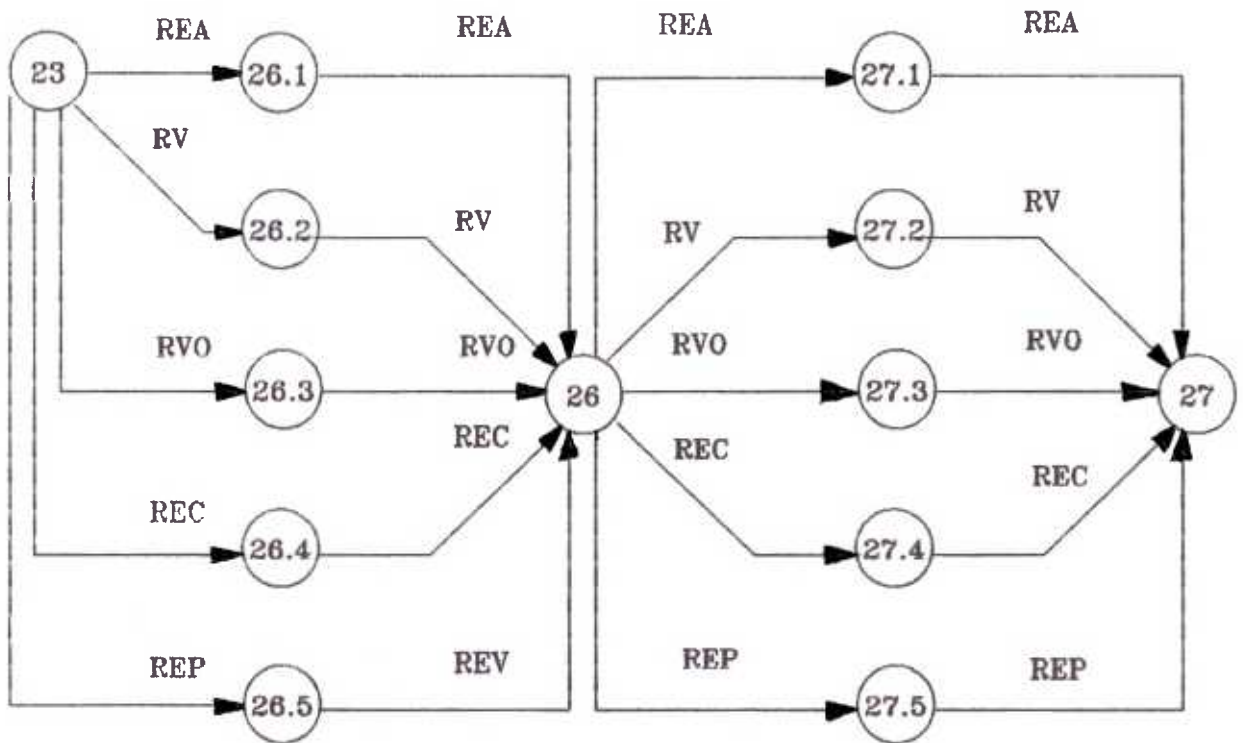 REA REA REA REA
23 26.1 27.1
RV
RV RV RV
26.2 27.2
RVO RVO RVO RVO
26.3 26 27.3 27
REC REC
REC REC
26.4 27.4
REP REV REP REP
26.5 27.5